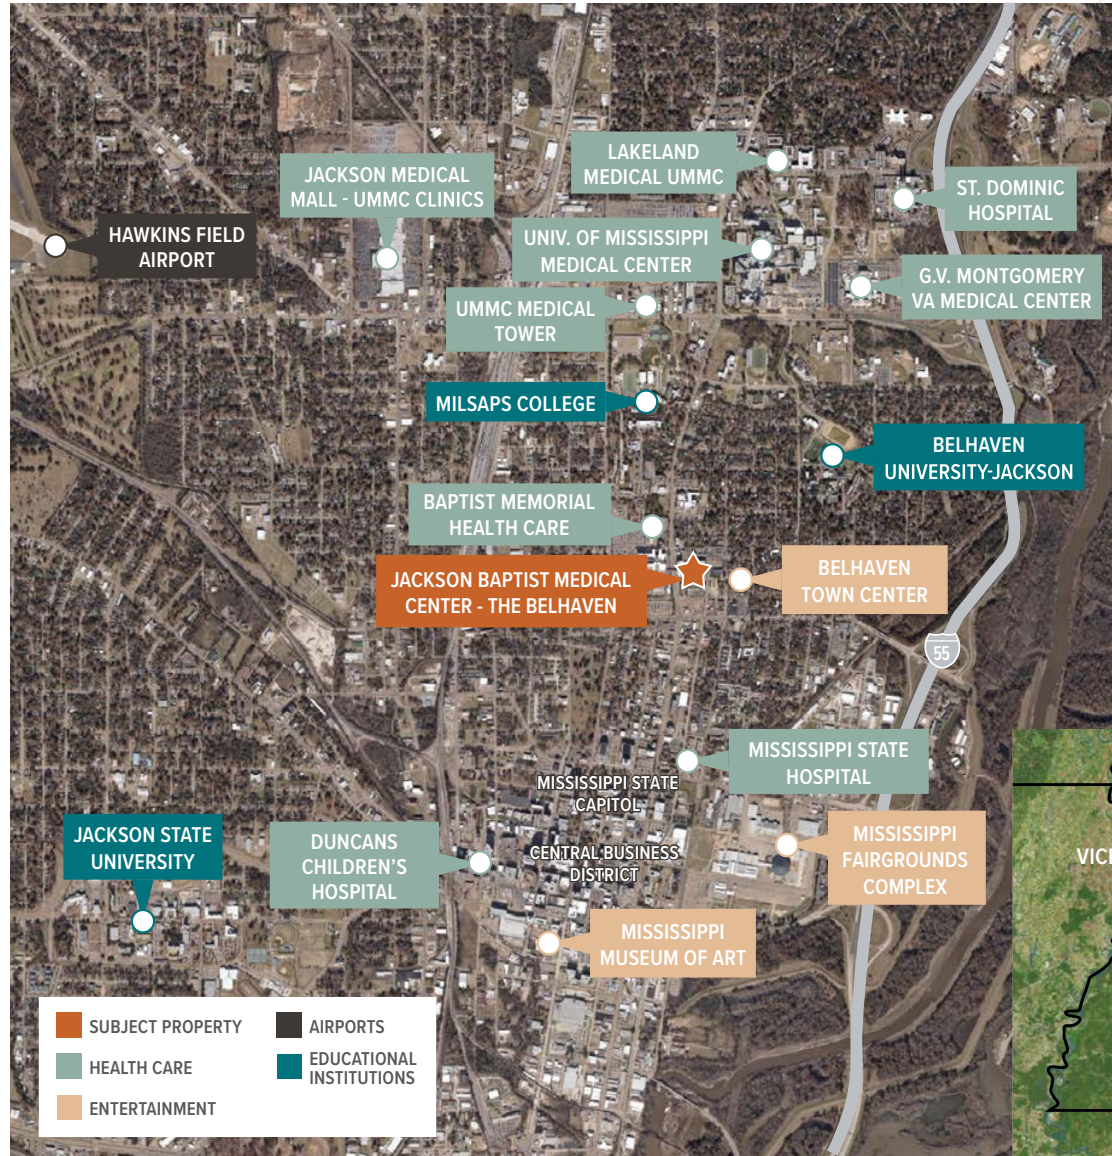 LAKELAND
MEDICAL UMMC
JACKSON MEDICAL
MALL - UMMC CLINICS
ST. DOMINIC
HOSPITAL
HAWKINS FIELD
AIRPORT
UNIV. OF MISSISSIPPI
MEDICAL CENTER
G.V. MONTGOMERY
VA MEDICAL CENTER
UMMC MEDICAL
TOWER
MILSAPS COLLEGE
BELHAVEN
UNIVERSITY-JACKSON
BAPTIST MEMORIAL
HEALTH CARE
JACKSON BAPTIST MEDICAL
CENTER - THE BELHAVEN
BELHAVEN
TOWN CENTER
55
MISSISSIPPI STATE
HOSPITAL
MISSISSIPPI STATE
CAPITOL
JACKSON STATE
UNIVERSITY
DUNCANS
CHILDREN'S
HOSPITAL
CENTRAL BUSINESS
DISTRICT
MISSISSIPPI
FAIRGROUNDS
COMPLEX
VICI
MISSISSIPPI
MUSEUM OF ART
SUBJECT PROPERTY
HEALTH CARE
ENTERTAINMENT
AIRPORTS
EDUCATIONAL
INSTITUTIONS